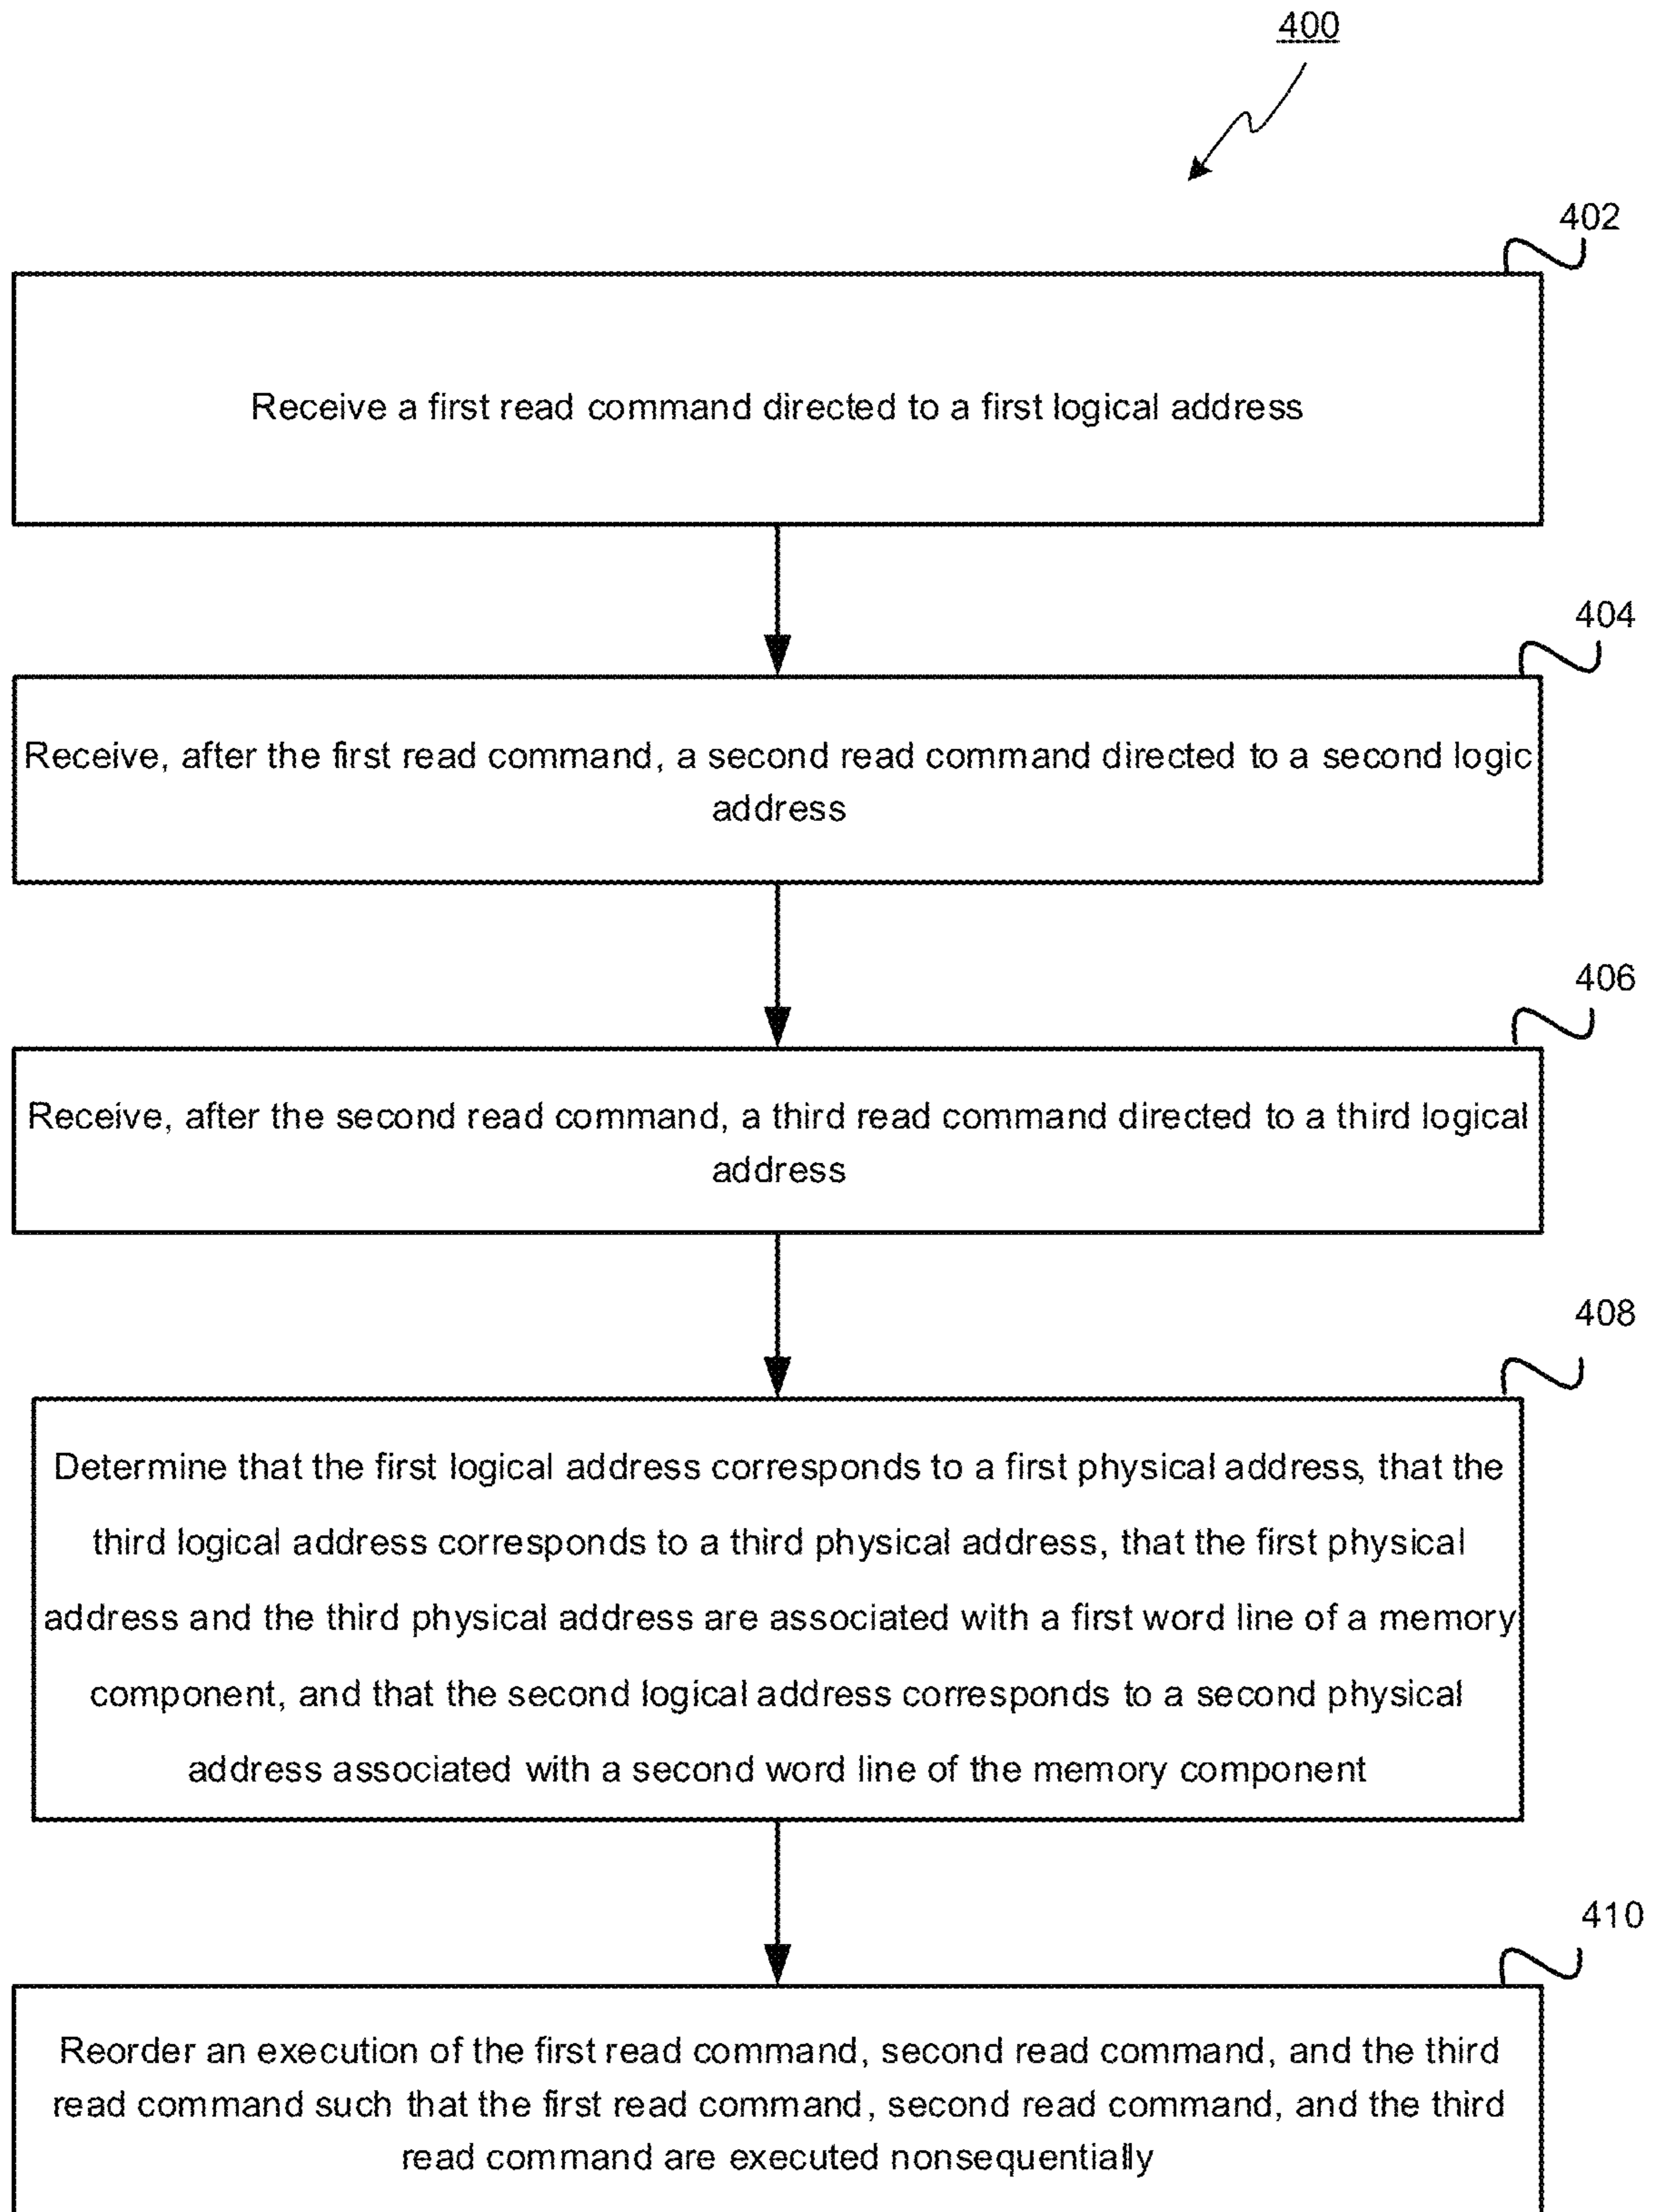 400
402
Receive a first read command directed to a first logical address
404
Receive, after the first read command, a second read command directed to a second logic
address
406
Receive, after the second read command, a third read command directed to a third logical
address
408
Determine that the first logical address corresponds to a first physical address, that the
third logical address corresponds to a third physical address, that the first physical
address and the third physical address are associated with a first word line of a memory
component, and that the second logical address corresponds to a second physical
address associated with a second word line of the memory component
410
Reorder an execution of the first read command, second read command, and the third
read command such that the first read command, second read command, and the third
read command are executed nonsequentially